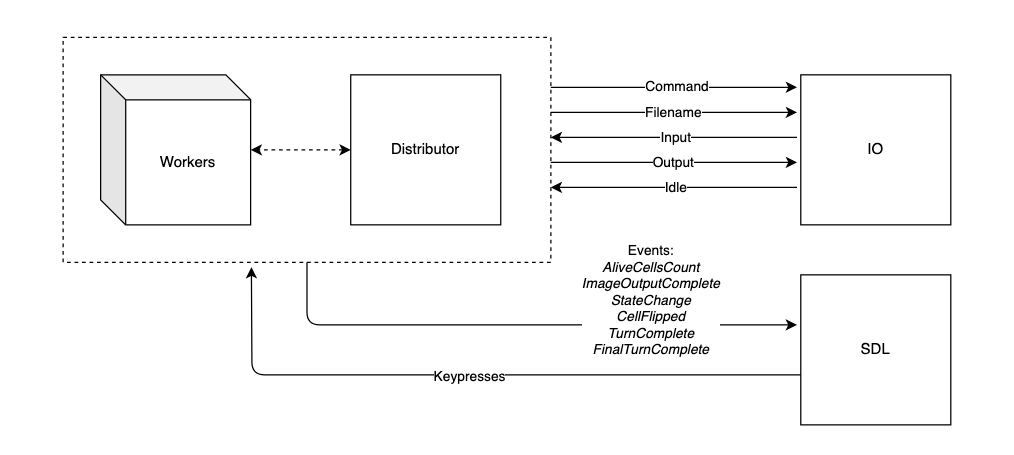 Workers
Distributor
Command
Filename
Input
Output
Idle
IO
Events:
AliveCellsCount
ImageOutputComplete
StateChange
CellFlipped
TurnComplete
FinalTurnComplete
SDL
Keypresses